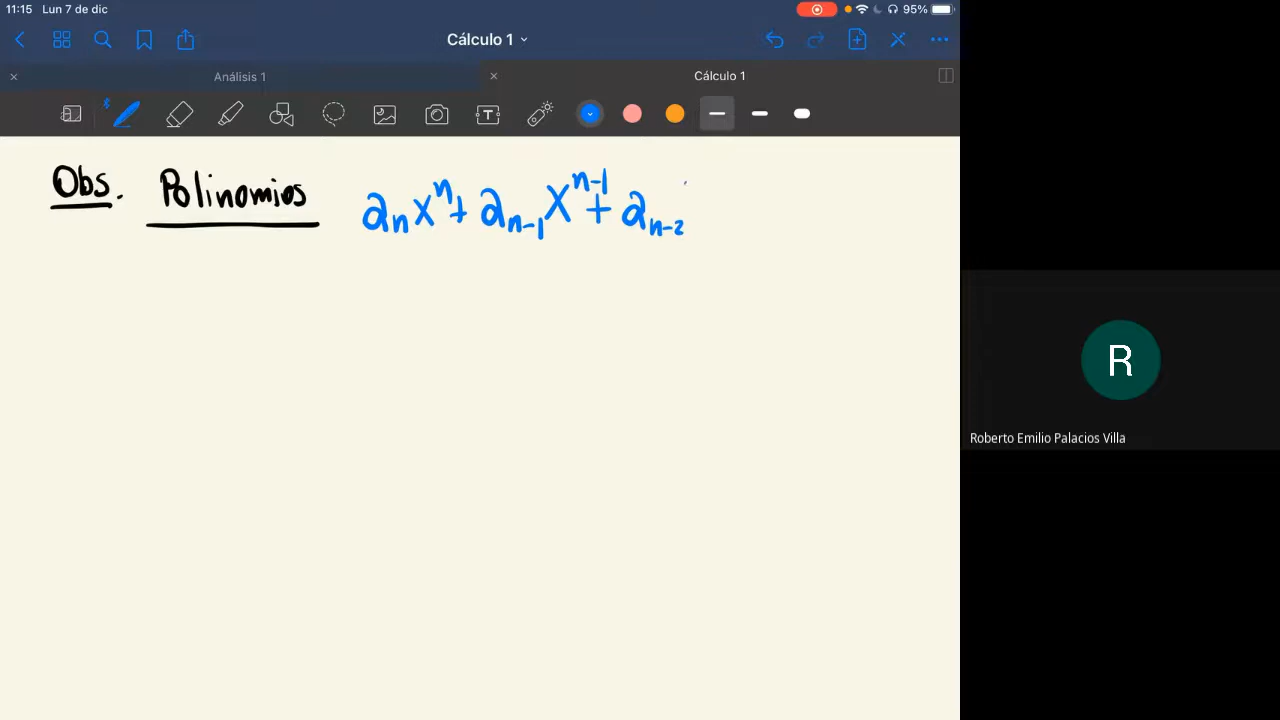 11:15 Lun 7 de dic 95%
Cálculo 1
Análisis 1 Cálculo 1
Obs. Polinomios aₙxⁿ + aₙ₋₁xⁿ⁻¹ + aₙ₋₂
R
Roberto Emilio Palacios Villa